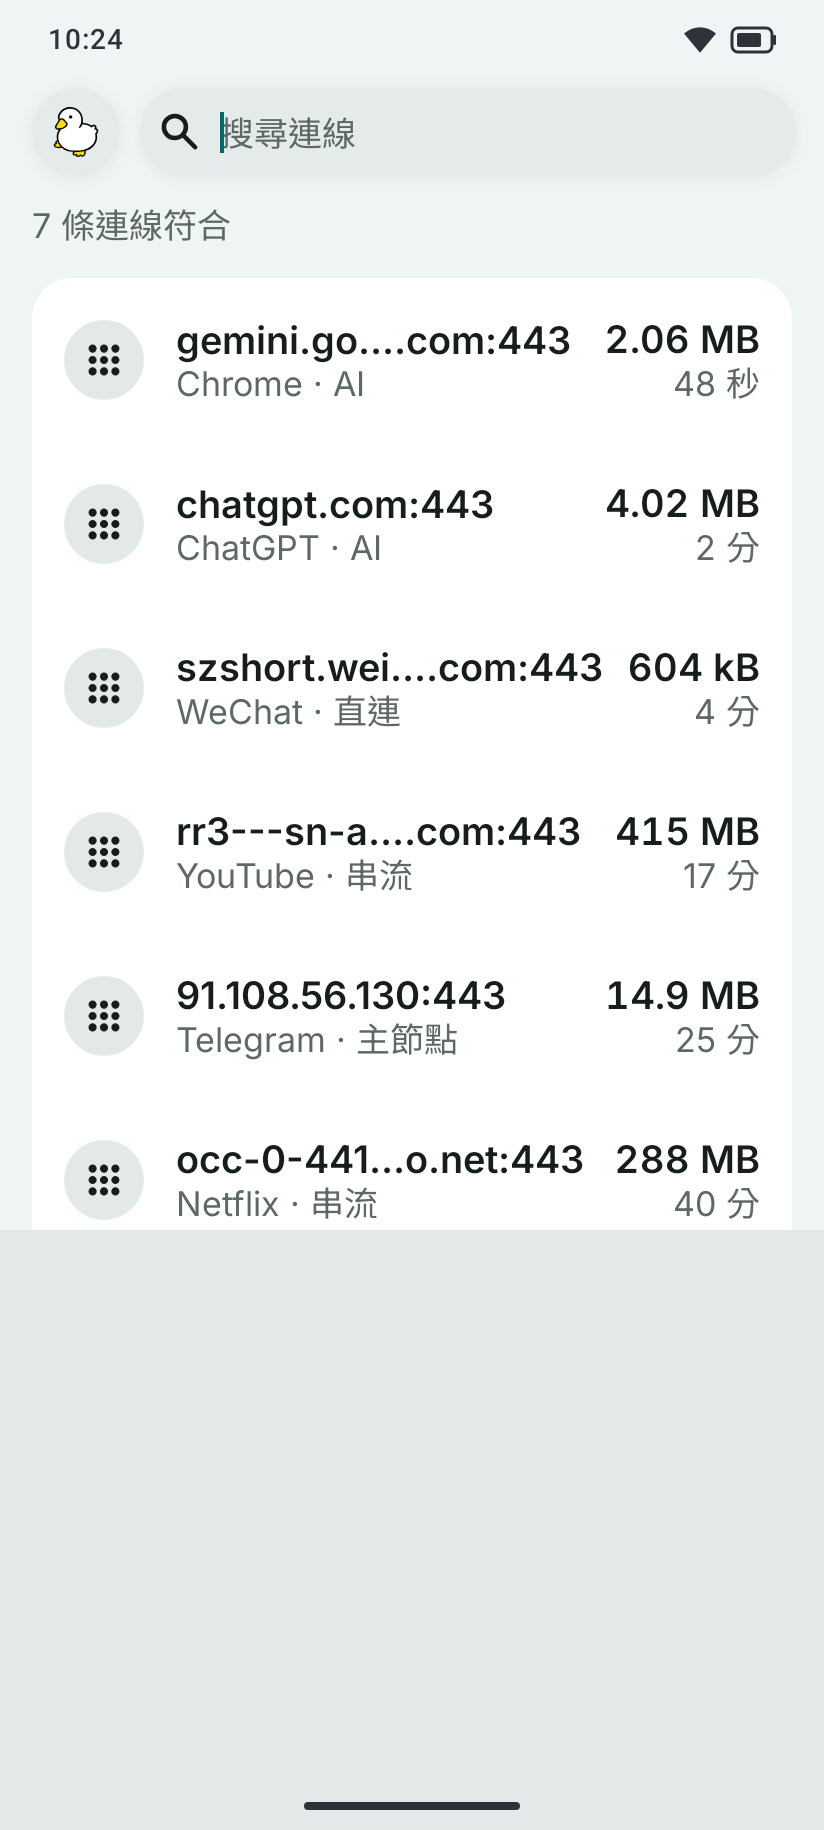 10:24
搜尋連線
7 條連線符合
gemini.go....com:443 2.06 MB
Chrome · AI 48 秒
chatgpt.com:443 4.02 MB
ChatGPT · AI 2 分
szshort.wei....com:443 604 kB
WeChat · 直連 4 分
rr3---sn-a....com:443 415 MB
YouTube · 串流 17 分
91.108.56.130:443 14.9 MB
Telegram · 主節點 25 分
occ-0-441...o.net:443 288 MB
Netflix · 串流 40 分